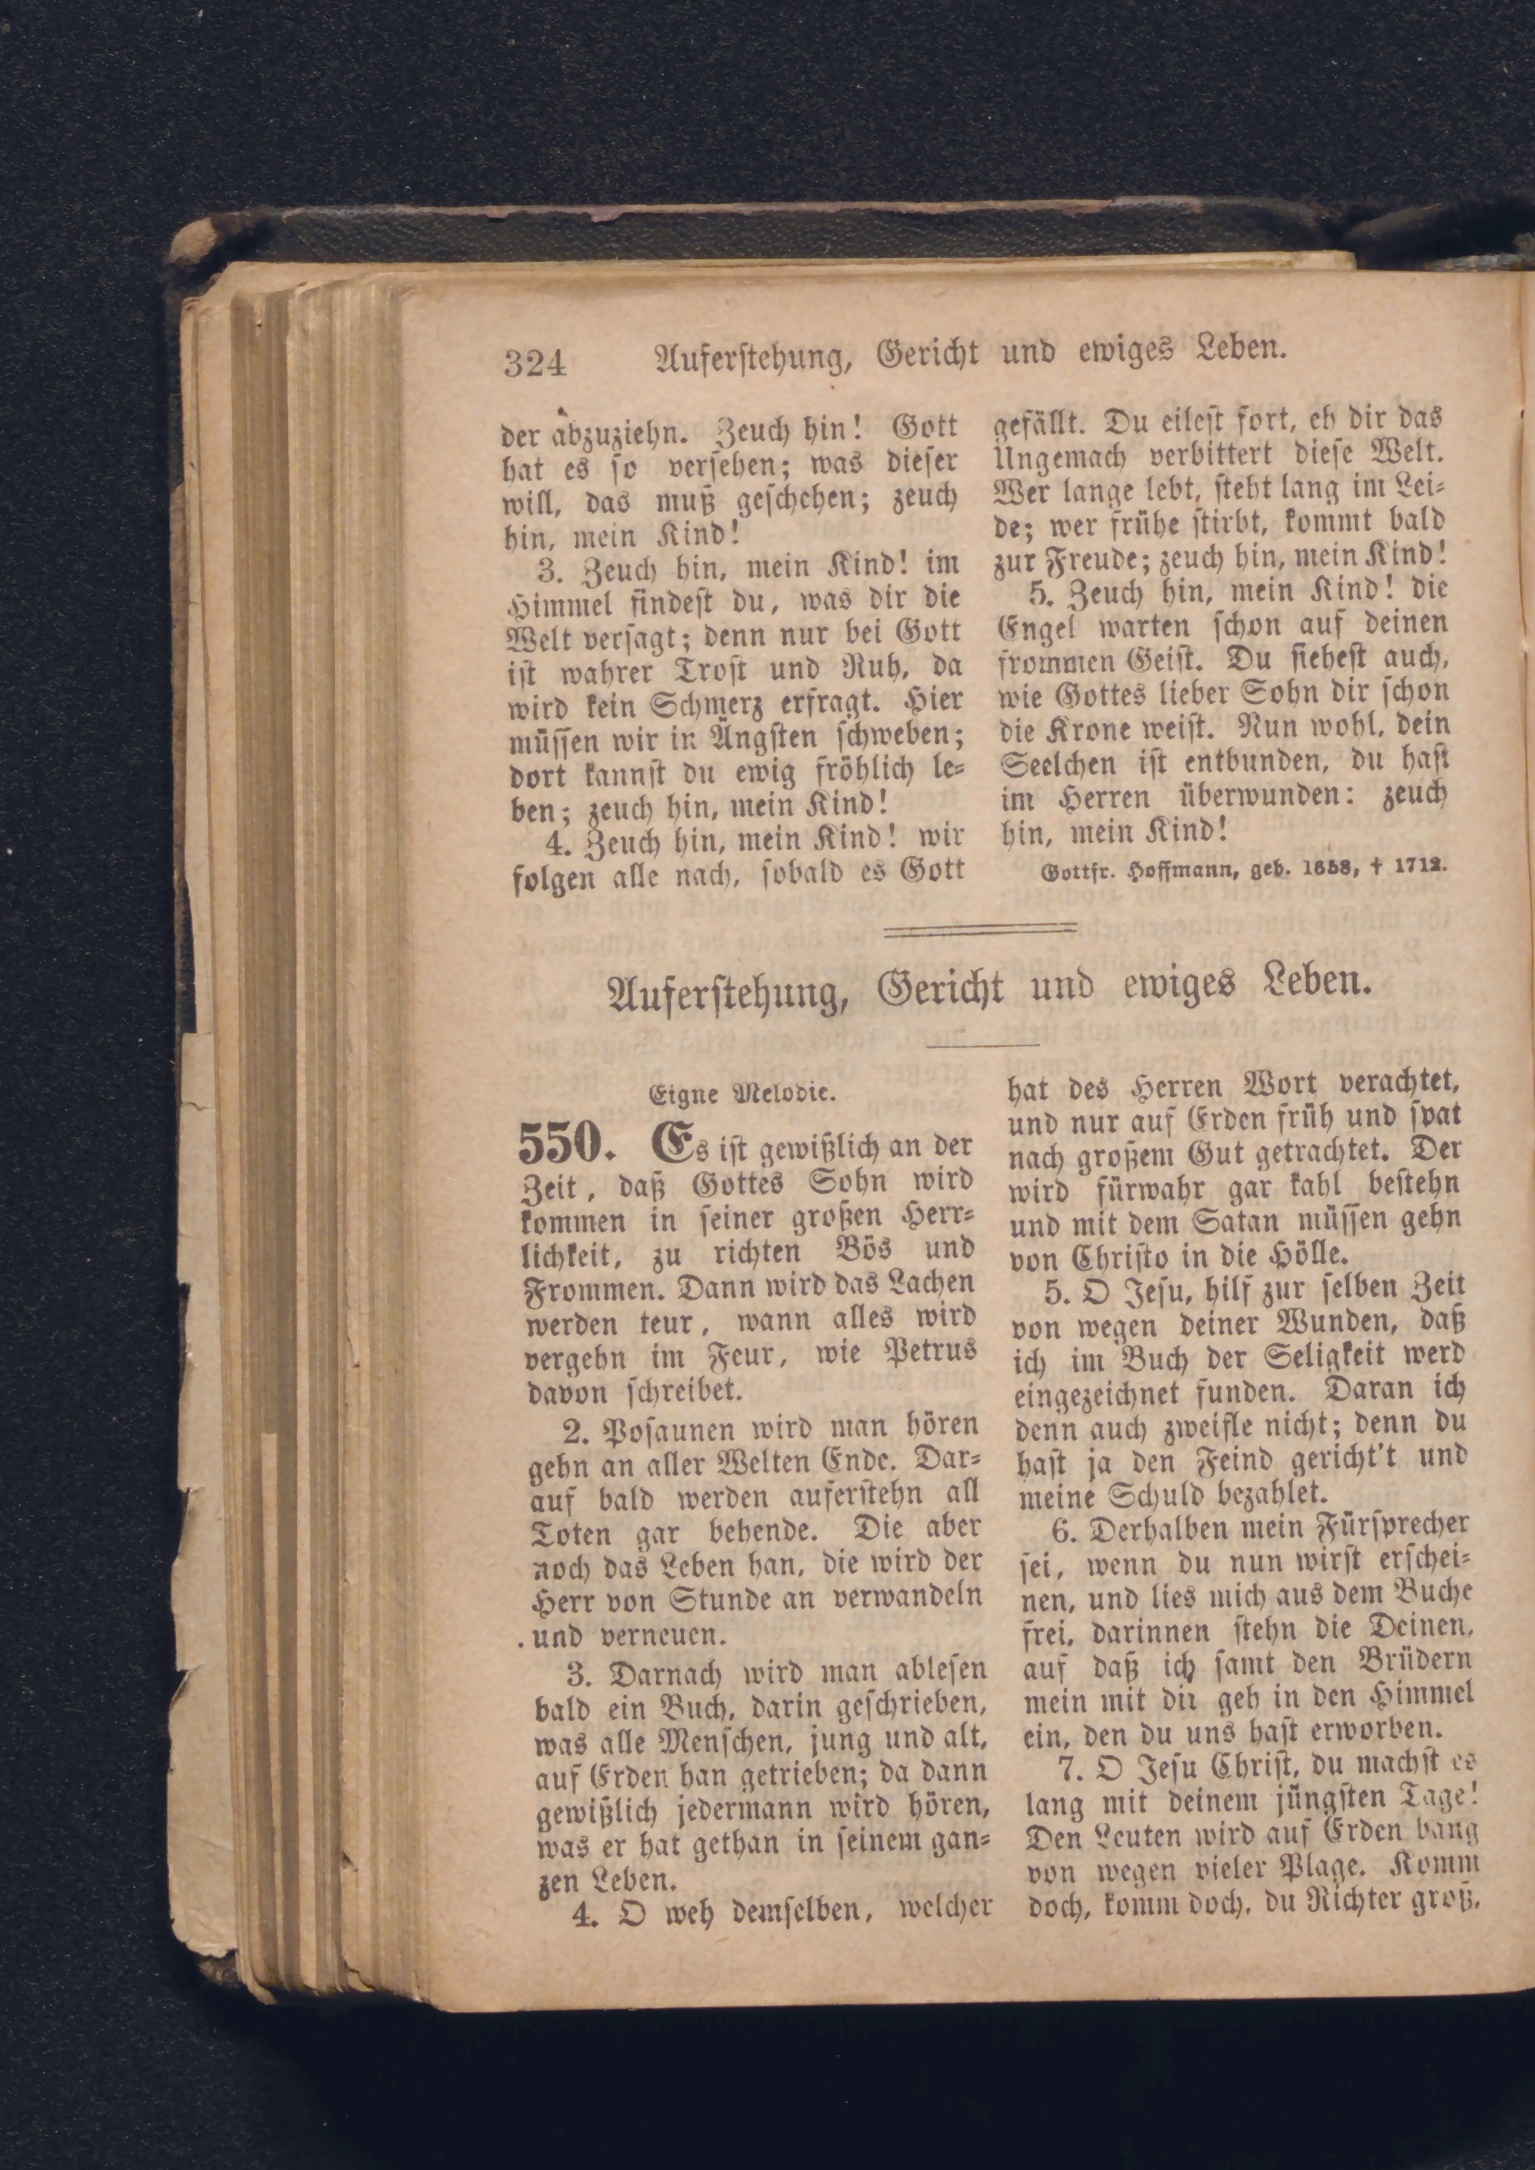 324 Auferstehung, Gericht und ewiges Leben.
der abzuziehn. Zeuch hin! Gott
hat es so versehen; was dieser
will, das muß geschehen; zeuch
hin, mein Kind!
3. Zeuch hin, mein Kind! im
Himmel findest du, was dir die
Welt versagt; denn nur bei Gott
ist wahrer Trost und Ruh, da
wird kein Schmerz erfragt. Hier
müssen wir in Ängsten schweben;
dort kannst du ewig fröhlich le-
ben; zeuch hin, mein Kind!
4. Zeuch hin, mein Kind! wir
folgen alle nach, sobald es Gott
gefällt. Du eilest fort, eh dir das
Ungemach verbittert diese Welt.
Wer lange lebt, steht lang im Lei-
de; wer frühe stirbt, kommt bald
zur Freude; zeuch hin, mein Kind!
5. Zeuch hin, mein Kind! die
Engel warten schon auf deinen
frommen Geist. Du siehest auch,
wie Gottes lieber Sohn dir schon
die Krone weist. Nun wohl, dein
Seelchen ist entbunden, du hast
im Herren überwunden: zeuch
hin, mein Kind!
Gottfr. Hoffmann, geb. 1658, † 1712.
Auferstehung, Gericht und ewiges Leben.
Eigne Melodie.
550. Es ist gewißlich an der
Zeit, daß Gottes Sohn wird
kommen in seiner großen Herr-
lichkeit, zu richten Bös und
Frommen. Dann wird das Lachen
werden teur, wann alles wird
vergehn im Feur, wie Petrus
davon schreibet.
2. Posaunen wird man hören
gehn an aller Welten Ende. Dar-
auf bald werden auferstehn all
Toten gar behende. Die aber
noch das Leben han, die wird der
Herr von Stunde an verwandeln
und verneuen.
3. Darnach wird man ablesen
bald ein Buch, darin geschrieben,
was alle Menschen, jung und alt,
auf Erden han getrieben; da dann
gewißlich jedermann wird hören,
was er hat gethan in seinem gan-
zen Leben.
4. O weh demselben, welcher
hat des Herren Wort verachtet,
und nur auf Erden früh und spat
nach großem Gut getrachtet. Der
wird fürwahr gar kahl bestehn
und mit dem Satan müssen gehn
von Christo in die Hölle.
5. O Jesu, hilf zur selben Zeit
von wegen deiner Wunden, daß
ich im Buch der Seligkeit werd
eingezeichnet funden. Daran ich
denn auch zweifle nicht; denn du
hast ja den Feind gericht't und
meine Schuld bezahlet.
6. Derhalben mein Fürsprecher
sei, wenn du nun wirst erschei-
nen, und lies mich aus dem Buche
frei, darinnen stehn die Deinen,
auf daß ich samt den Brüdern
mein mit dir geh in den Himmel
ein, den du uns hast erworben.
7. O Jesu Christ, du machst es
lang mit deinem jüngsten Tage!
Den Leuten wird auf Erden bang
von wegen vieler Plage. Komm
doch, komm doch, du Richter groß,